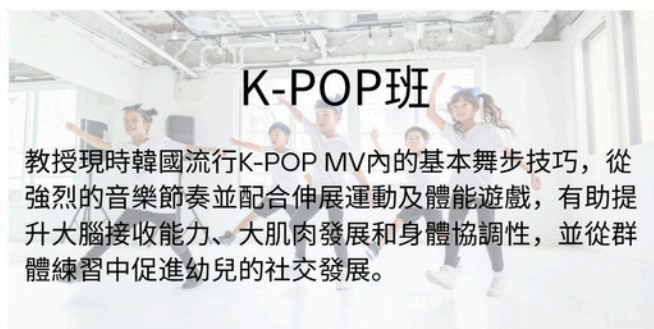 K-POP班
教授現時韓國流行K-POP MV內的基本舞步技巧，從
強烈的音樂節奏並配合伸展運動及體能遊戲，有助提
升大腦接收能力、大肌肉發展和身體協調性，並從群
體練習中促進幼兒的社交發展。